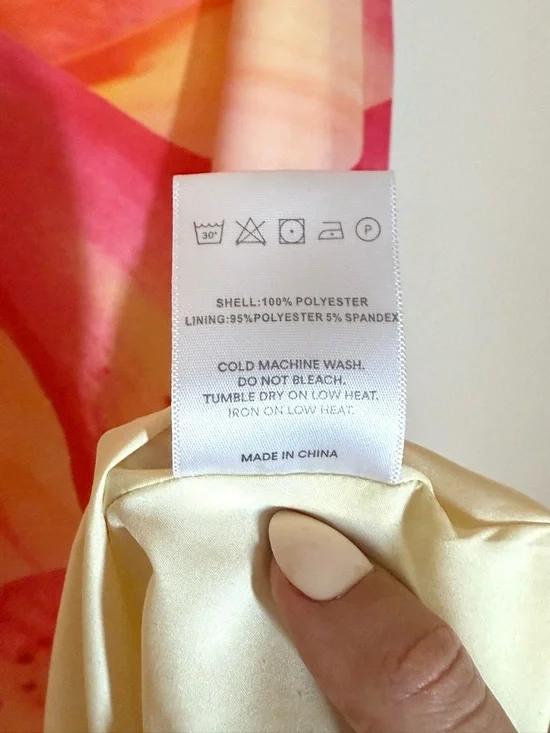 30°
P
SHELL:100% POLYESTER
LINING:95%POLYESTER 5% SPANDEX
COLD MACHINE WASH.
DO NOT BLEACH.
TUMBLE DRY ON LOW HEAT.
IRON ON LOW HEAT.
MADE IN CHINA